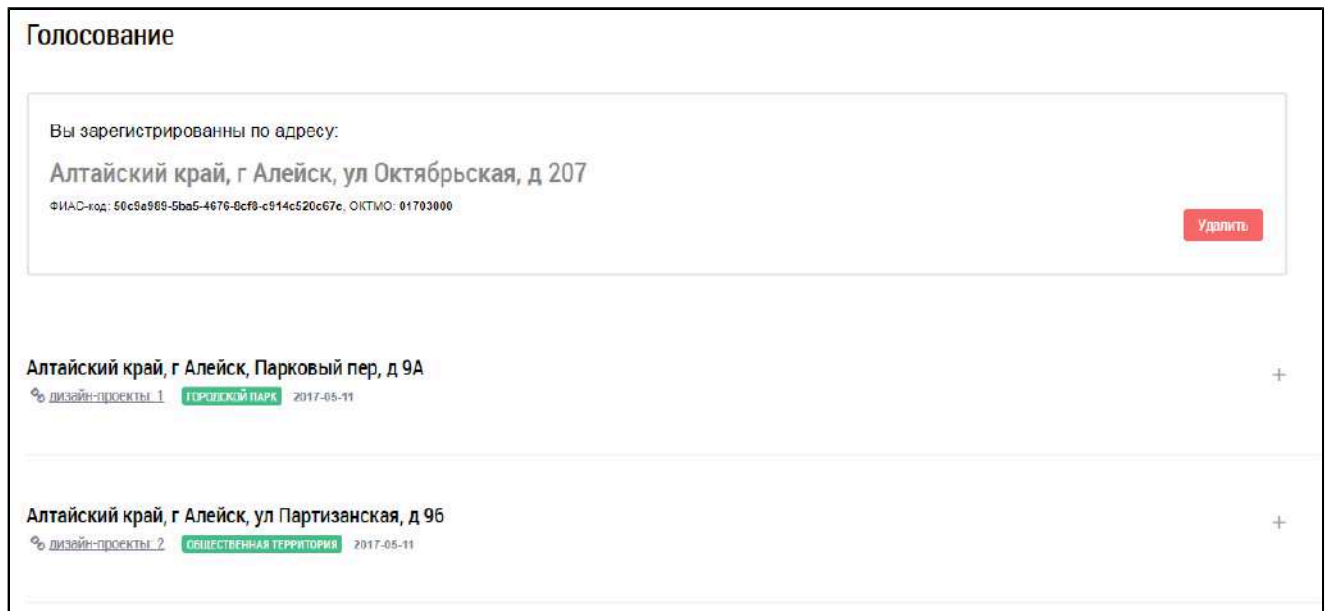 Голосование
Вы зарегистрированны по адресу:
Алтайский край, г Алейск, ул Октябрьская, д 207
ФИАС-код: 50c9a989-5ba5-4676-8cf8-c914c520c67c, ОКТМО: 01703000
Удалить
Алтайский край, г Алейск, Парковый пер, д 9А
дизайн-проекты: 1 ГОРОДСКОЙ ПАРК 2017-05-11
Алтайский край, г Алейск, ул Партизанская, д 96
дизайн-проекты: 2 ОБЩЕСТВЕННАЯ ТЕРРИТОРИЯ 2017-05-11